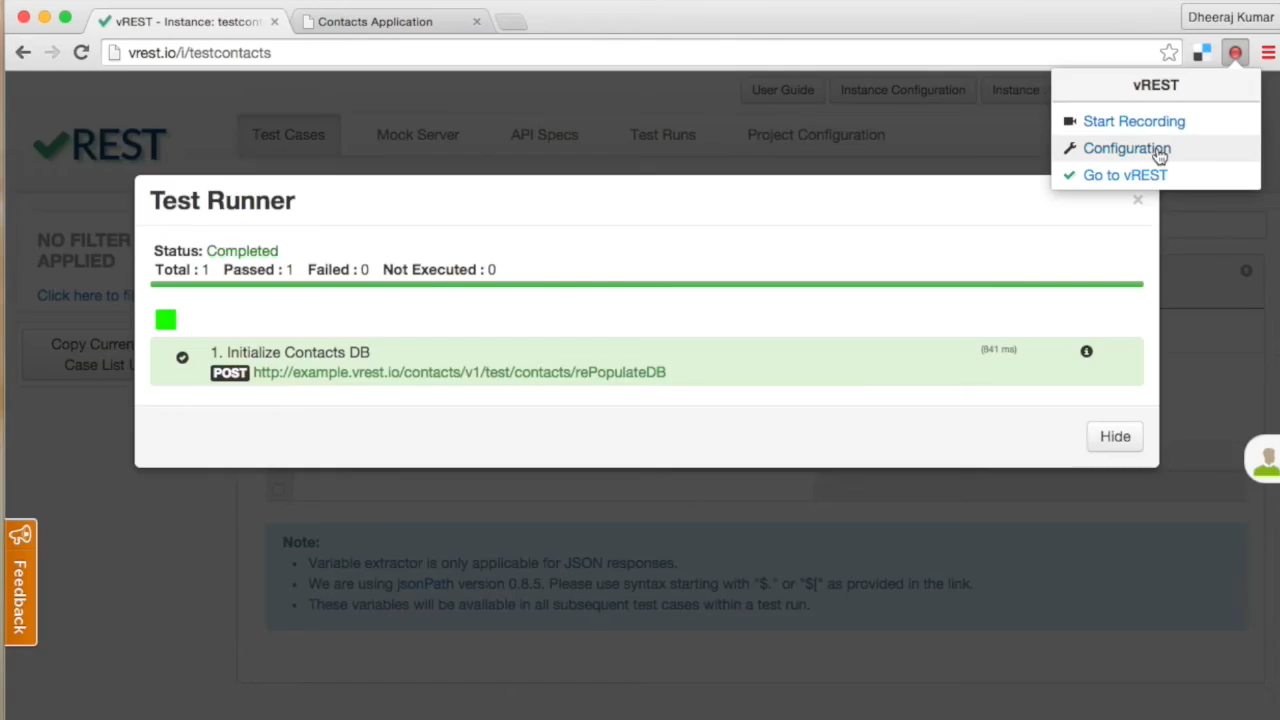 vREST - Instance: testcont
Contacts Application
Dheeraj Kumar
vrest.io/i/testcontacts
vREST
Start Recording
Configuration
Go to vREST
User Guide
Instance Configuration
Instance
REST
Test Cases
Mock Server
API Specs
Test Runs
Project Configuration
Test Runner
NO FILTER
APPLIED
Click here to fil
Copy Curren
Case List U
Status: Completed
Total : 1 Passed : 1 Failed : 0 Not Executed : 0
1. Initialize Contacts DB
(841 ms)
POST http://example.vrest.io/contacts/v1/test/contacts/rePopulateDB
Hide
Feedback
Note:
• Variable extractor is only applicable for JSON responses.
• We are using jsonPath version 0.8.5. Please use syntax starting with "$." or "$[" as provided in the link.
• These variables will be available in all subsequent test cases within a test run.